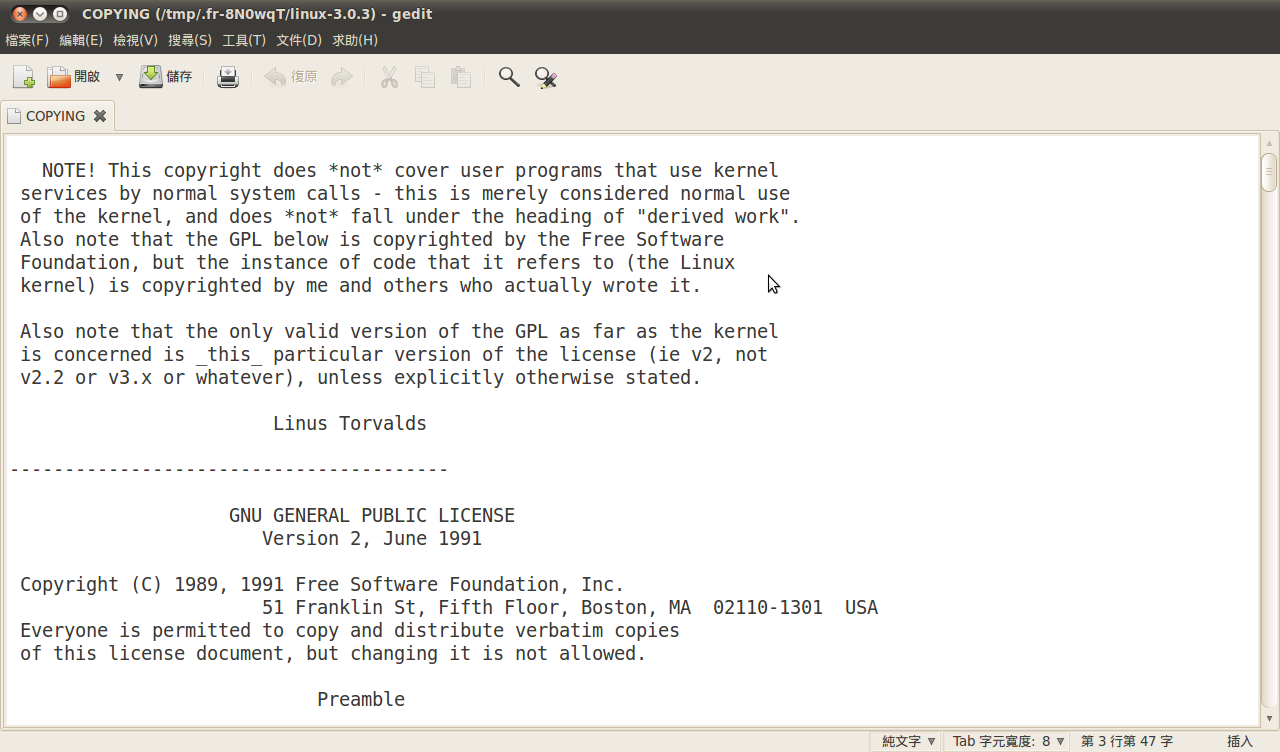 COPYING (/tmp/.fr-8N0wqT/linux-3.0.3) - gedit
檔案(F) 編輯(E) 檢視(V) 搜尋(S) 工具(T) 文件(D) 求助(H)
開啟 儲存 復原
COPYING
NOTE! This copyright does *not* cover user programs that use kernel
services by normal system calls - this is merely considered normal use
of the kernel, and does *not* fall under the heading of "derived work".
Also note that the GPL below is copyrighted by the Free Software
Foundation, but the instance of code that it refers to (the Linux
kernel) is copyrighted by me and others who actually wrote it.
Also note that the only valid version of the GPL as far as the kernel
is concerned is _this_ particular version of the license (ie v2, not
v2.2 or v3.x or whatever), unless explicitly otherwise stated.
Linus Torvalds
----------------------------------------
GNU GENERAL PUBLIC LICENSE
Version 2, June 1991
Copyright (C) 1989, 1991 Free Software Foundation, Inc.
51 Franklin St, Fifth Floor, Boston, MA  02110-1301  USA
Everyone is permitted to copy and distribute verbatim copies
of this license document, but changing it is not allowed.
Preamble
純文字 Tab 字元寬度: 8 第 3 行第 47 字 插入